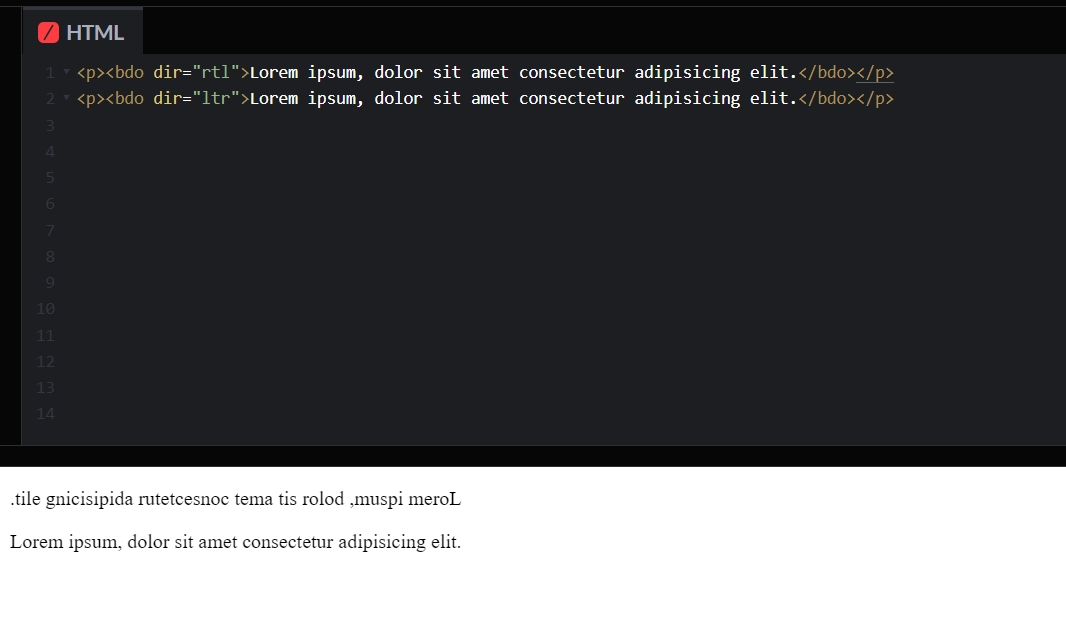 HTML
1 <p><bdo dir="rtl">Lorem ipsum, dolor sit amet consectetur adipisicing elit.</bdo></p>
2 <p><bdo dir="ltr">Lorem ipsum, dolor sit amet consectetur adipisicing elit.</bdo></p>
3
4
5
6
7
8
9
10
11
12
13
14
.tile gnicisipida rutetcesnoc tema tis rolod ,muspi meroL
Lorem ipsum, dolor sit amet consectetur adipisicing elit.